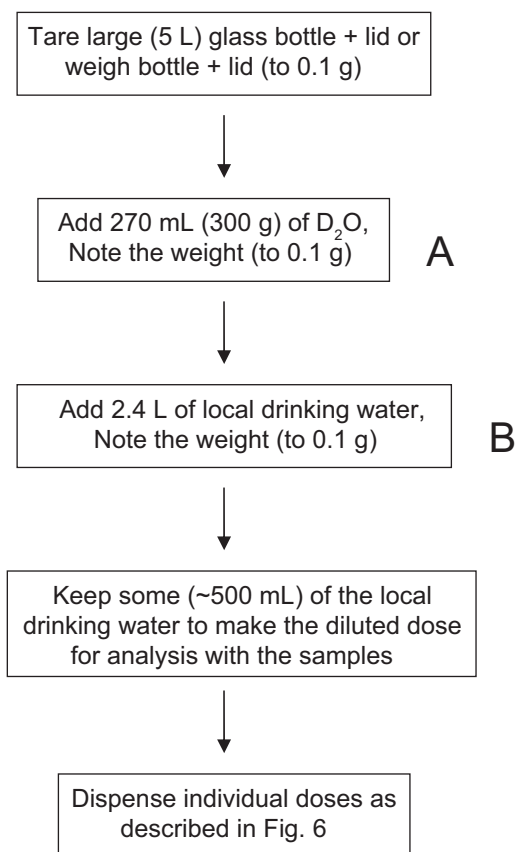 Tare large (5 L) glass bottle + lid or
weigh bottle + lid (to 0.1 g)
Add 270 mL (300 g) of D₂O,
Note the weight (to 0.1 g)
A
Add 2.4 L of local drinking water,
Note the weight (to 0.1 g)
B
Keep some (~500 mL) of the local
drinking water to make the diluted dose
for analysis with the samples
Dispense individual doses as
described in Fig. 6